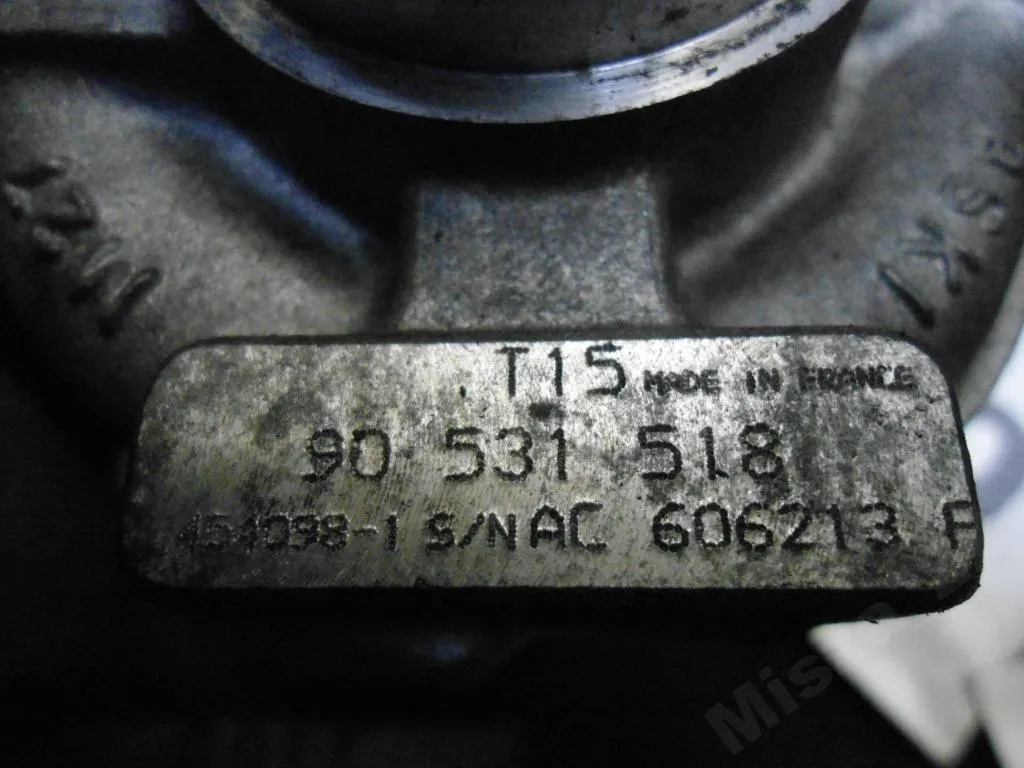 .T15 MADE IN FRANCE
90 531 518
454098-1 S/N AC 606213 F